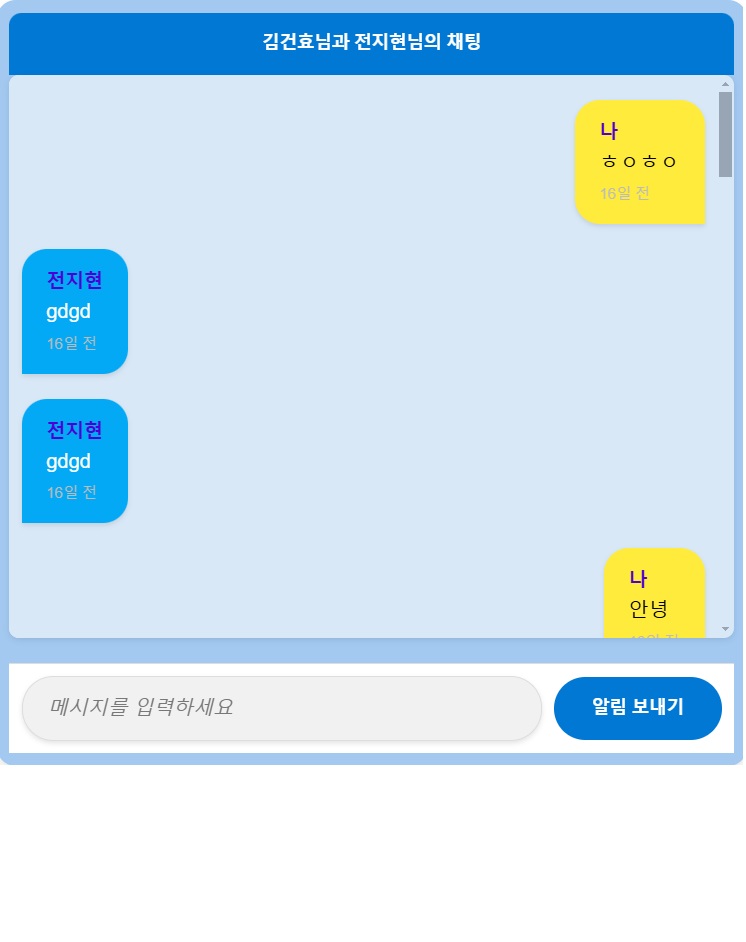 김건효님과 전지현님의 채팅
나
ㅎㅇㅎㅇ
16일 전
전지현
gdgd
16일 전
전지현
gdgd
16일 전
나
안녕
메시지를 입력하세요
알림 보내기